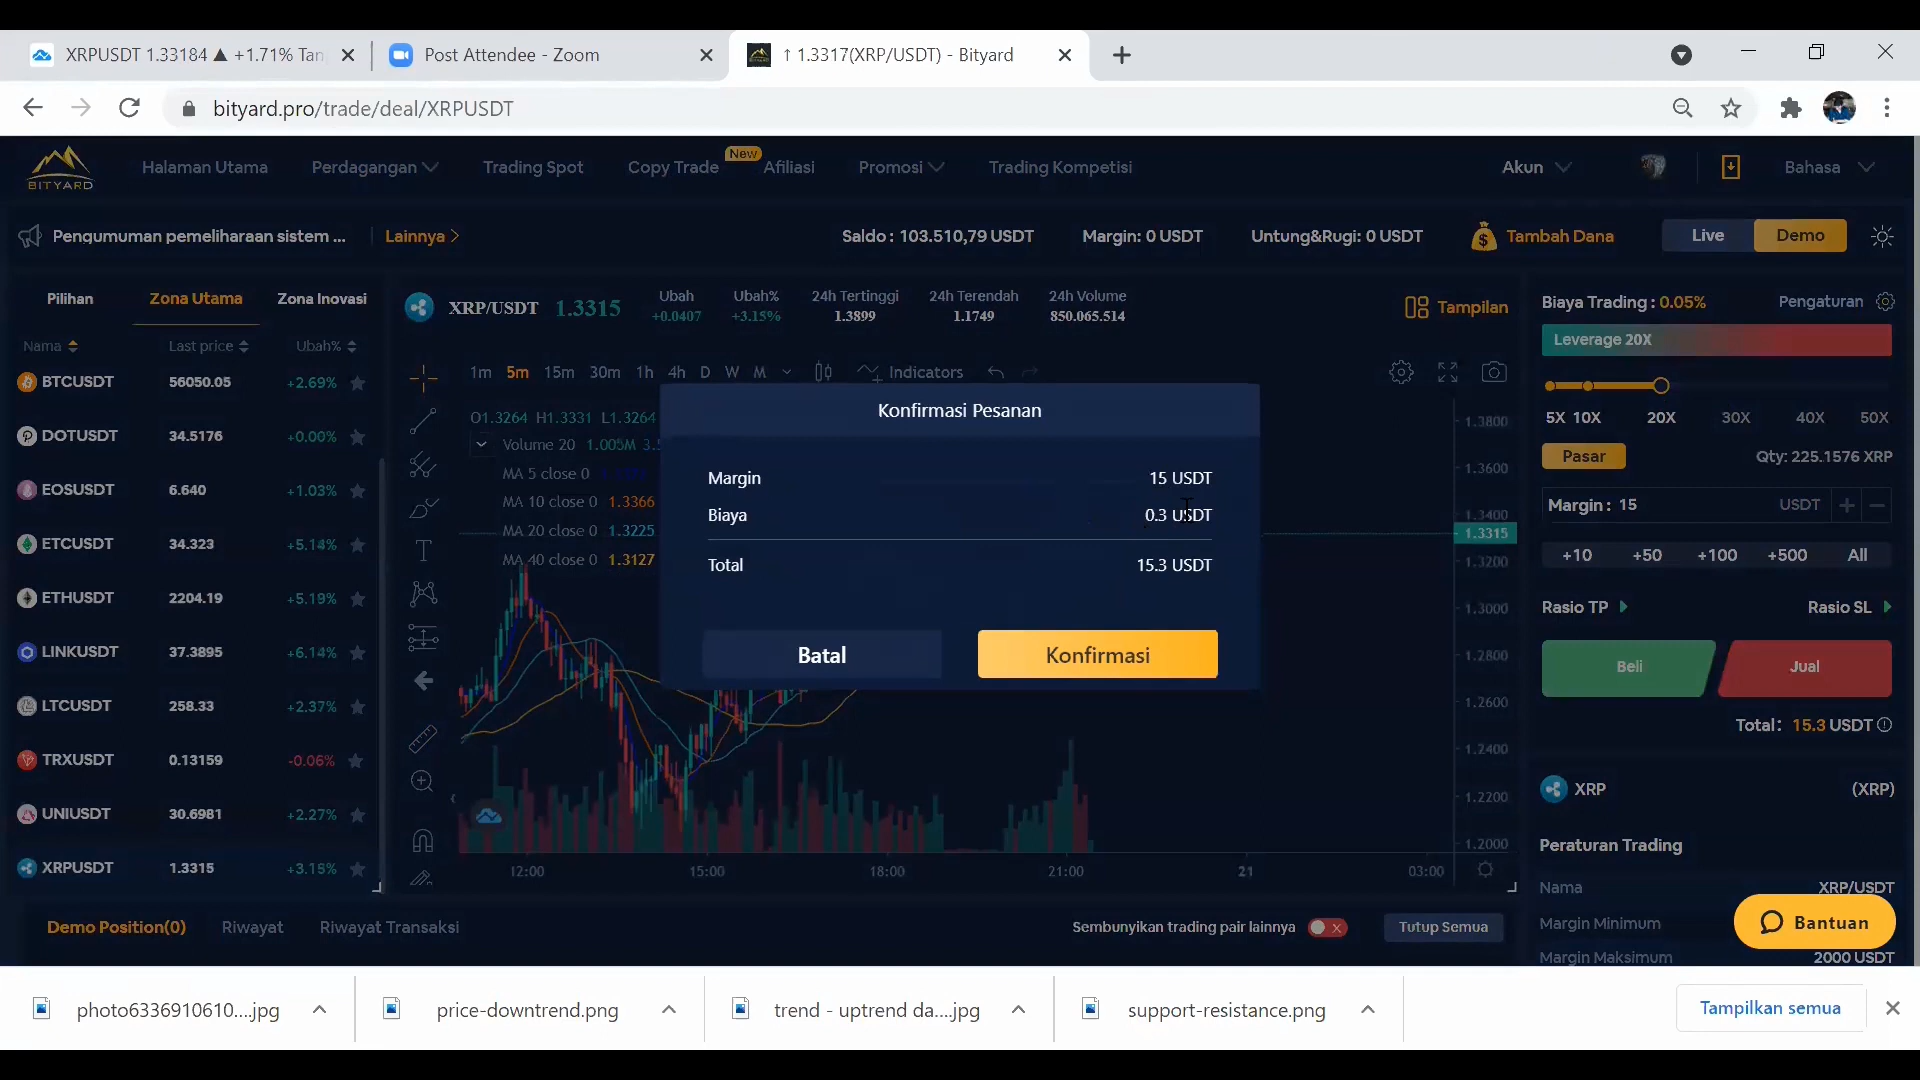 XRPUSDT 1.33184 ▲ +1.71% Tan
Post Attendee - Zoom
↑ 1.3317(XRP/USDT) - Bityard
bityard.pro/trade/deal/XRPUSDT
BITYARD
Halaman Utama
Perdagangan
Trading Spot
Copy Trade
New
Afiliasi
Promosi
Trading Kompetisi
Akun
Bahasa
Pengumuman pemeliharaan sistem ...
Lainnya >
Saldo : 103.510,79 USDT
Margin: 0 USDT
Untung&Rugi: 0 USDT
Tambah Dana
Live
Demo
Pilihan
Zona Utama
Zona Inovasi
Nama
Last price
Ubah%
BTCUSDT 56050.05 +2.69%
DOTUSDT 34.5176 +0.00%
EOSUSDT 6.640 +1.03%
ETCUSDT 34.323 +5.14%
ETHUSDT 2204.19 +5.19%
LINKUSDT 37.3895 +6.14%
LTCUSDT 258.33 +2.37%
TRXUSDT 0.13159 -0.06%
UNIUSDT 30.6981 +2.27%
XRPUSDT 1.3315 +3.15%
XRP/USDT 1.3315
Ubah
+0.0407
Ubah%
+3.15%
24h Tertinggi
1.3899
24h Terendah
1.1749
24h Volume
850.065.514
Tampilan
1m 5m 15m 30m 1h 4h D W M
Indicators
O1.3264 H1.3331 L1.3264
Volume 20 1.005M
MA 5 close 0
MA 10 close 0 1.3366
MA 20 close 0 1.3225
MA 40 close 0 1.3127
Konfirmasi Pesanan
Margin 15 USDT
Biaya 0.3 USDT
Total 15.3 USDT
Batal
Konfirmasi
1.3800
1.3600
1.3400
1.3315
1.3200
1.3000
1.2800
1.2600
1.2400
1.2200
1.2000
12:00 15:00 18:00 21:00 21 03:00
Biaya Trading : 0.05%
Pengaturan
Leverage 20X
5X 10X 20X 30X 40X 50X
Pasar
Qty: 225.1576 XRP
Margin : 15 USDT + −
+10 +50 +100 +500 All
Rasio TP
Rasio SL
Beli
Jual
Total : 15.3 USDT
XRP (XRP)
Peraturan Trading
Nama XRP/USDT
Margin Minimum
Margin Maksimum 2000 USDT
Bantuan
Demo Position(0)
Riwayat
Riwayat Transaksi
Sembunyikan trading pair lainnya
Tutup Semua
photo6336910610....jpg
price-downtrend.png
trend - uptrend da....jpg
support-resistance.png
Tampilkan semua